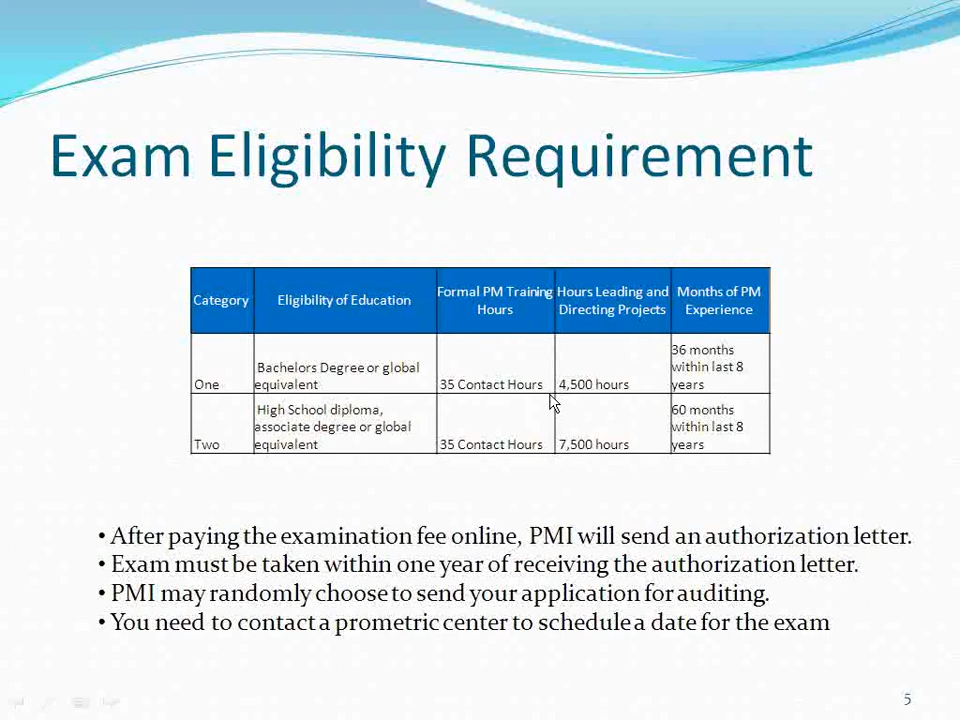 Exam Eligibility Requirement
Category Eligibility of Education Formal PM Training Hours Hours Leading and Directing Projects Months of PM Experience
One Bachelors Degree or global equivalent 35 Contact Hours 4,500 hours 36 months within last 8 years
Two High School diploma, associate degree or global equivalent 35 Contact Hours 7,500 hours 60 months within last 8 years
• After paying the examination fee online, PMI will send an authorization letter.
• Exam must be taken within one year of receiving the authorization letter.
• PMI may randomly choose to send your application for auditing.
• You need to contact a prometric center to schedule a date for the exam
5